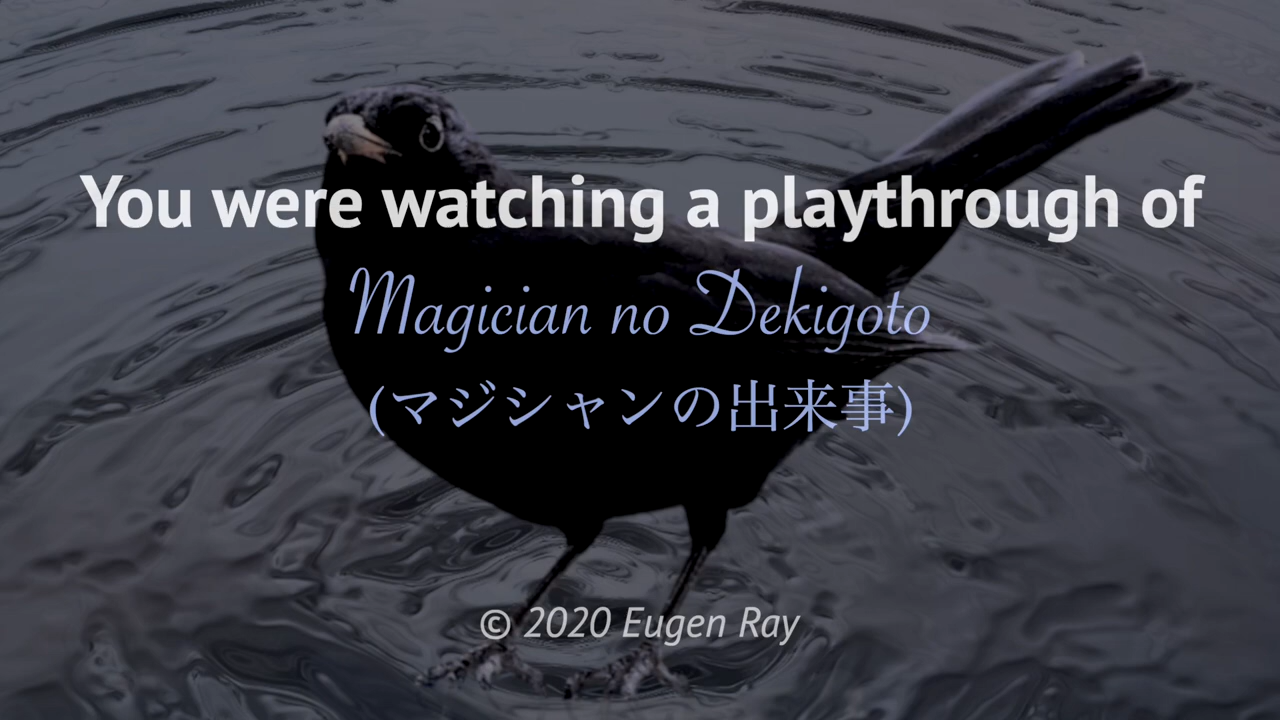 You were watching a playthrough of
Magician no Dekigoto
(マジシャンの出来事)
© 2020 Eugen Ray